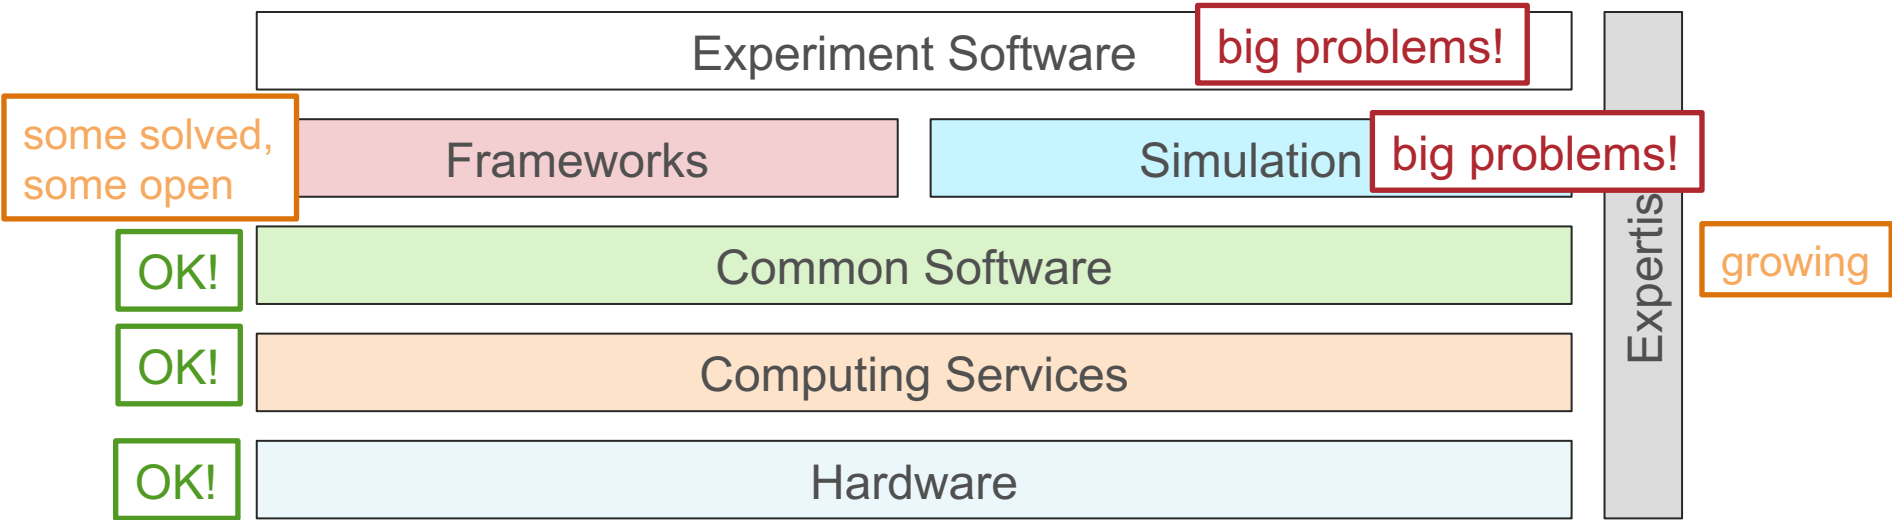 Experiment Software
big problems!
some solved,
some open
Frameworks
Simulation
big problems!
OK!
Common Software
Expertis
growing
OK!
Computing Services
OK!
Hardware